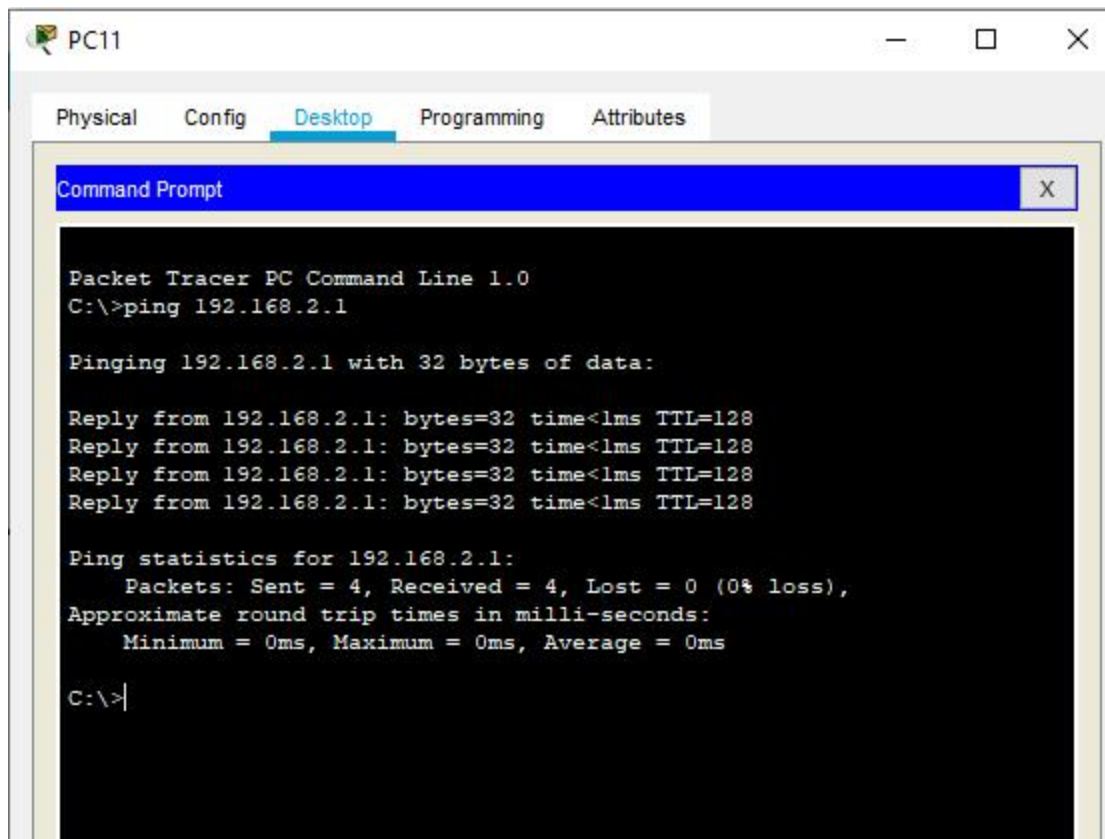 PC11
Physical Config Desktop Programming Attributes
Command Prompt
X
Packet Tracer PC Command Line 1.0
C:\>ping 192.168.2.1
Pinging 192.168.2.1 with 32 bytes of data:
Reply from 192.168.2.1: bytes=32 time<1ms TTL=128
Reply from 192.168.2.1: bytes=32 time<1ms TTL=128
Reply from 192.168.2.1: bytes=32 time<1ms TTL=128
Reply from 192.168.2.1: bytes=32 time<1ms TTL=128
Ping statistics for 192.168.2.1:
Packets: Sent = 4, Received = 4, Lost = 0 (0% loss),
Approximate round trip times in milli-seconds:
Minimum = 0ms, Maximum = 0ms, Average = 0ms
C:\>